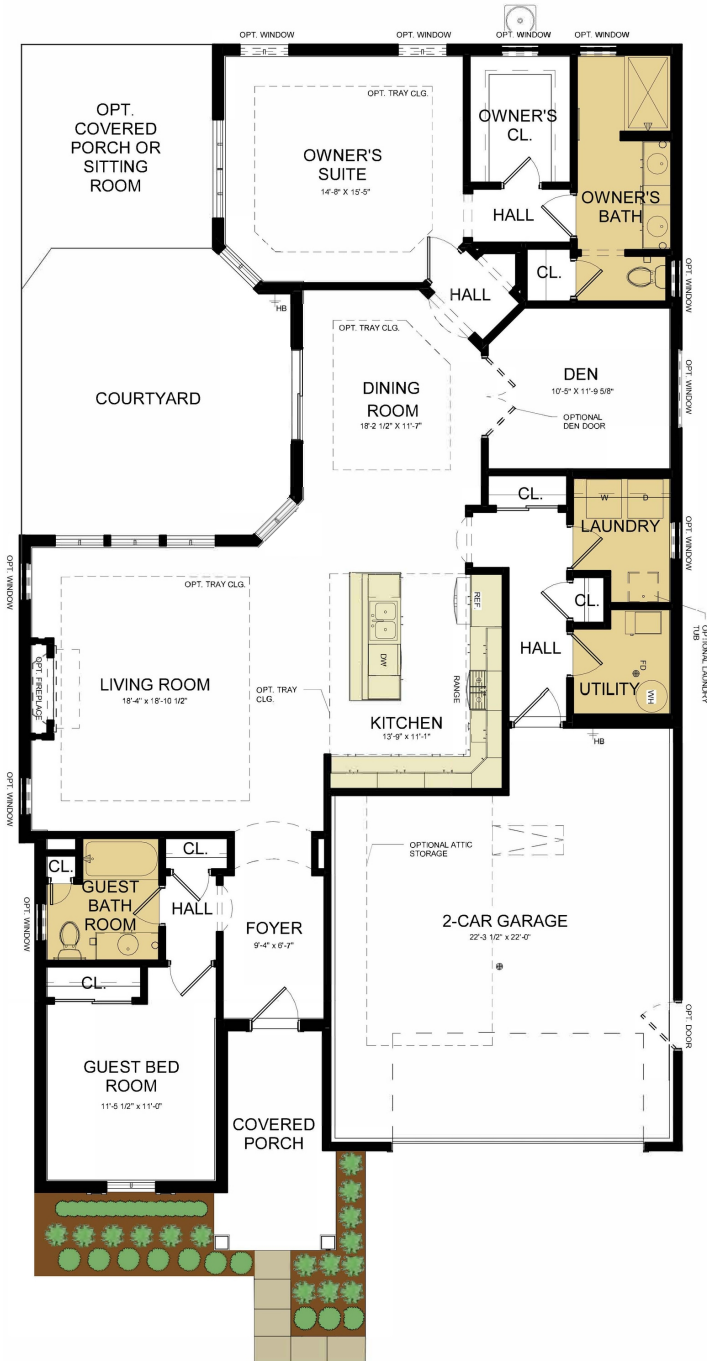 OPT. WINDOW
OPT. WINDOW
OPT. WINDOW
OPT. WINDOW
OPT.
COVERED
PORCH OR
SITTING
ROOM
OPT. TRAY CLG.
OWNER'S
SUITE
14'-8" X 15'-5"
OWNER'S
CL.
HALL
OWNER'S
BATH
CL.
HALL
OPT. WINDOW
HB
COURTYARD
OPT. TRAY CLG.
DINING
ROOM
18'-2 1/2" X 11'-7"
DEN
10'-5" X 11'-9 5/8"
OPTIONAL
DEN DOOR
OPT. WINDOW
CL.
W
D
LAUNDRY
OPT. WINDOW
OPT. WINDOW
OPT. TRAY CLG.
REF
CL.
OPTIONAL LAUNDRY
TUB
DW
HALL
OPT. FIREPLACE
LIVING ROOM
18'-4" x 18'-10 1/2"
OPT. TRAY
CLG.
RANGE
KITCHEN
13'-9" x 11'-1"
FD
UTILITY
WH
HB
OPT. WINDOW
CL.
CL.
GUEST
BATH
ROOM
HALL
OPT. WINDOW
FOYER
9'-4" x 6'-7"
OPTIONAL ATTIC
STORAGE
2-CAR GARAGE
22'-3 1/2" x 22'-0"
CL.
OPT. DOOR
GUEST BED
ROOM
11'-5 1/2" x 11'-0"
COVERED
PORCH